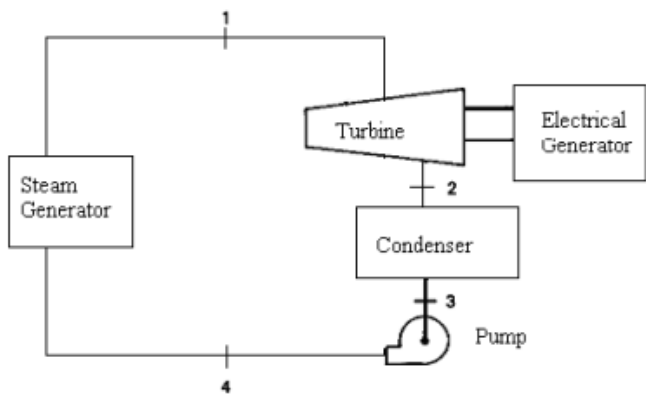 1
Turbine
Electrical
Generator
Steam
Generator
2
Condenser
3
Pump
4